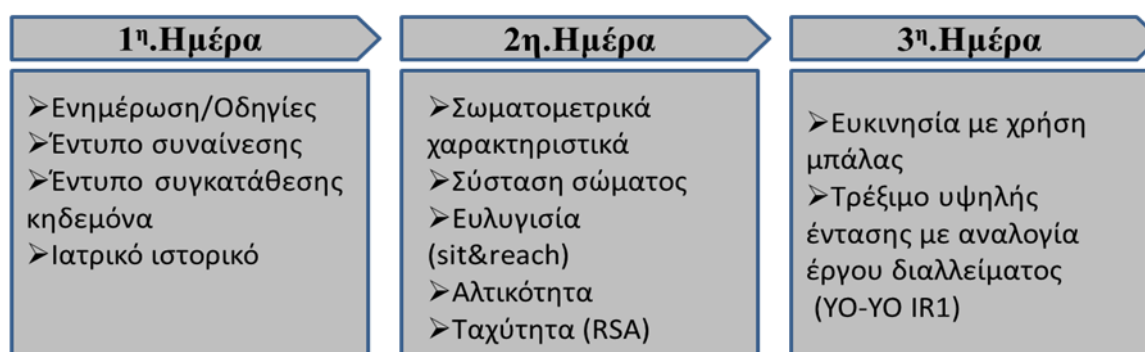 1η.Ημέρα
➢Ενημέρωση/Οδηγίες
➢Έντυπο συναίνεσης
➢Έντυπο συγκατάθεσης
κηδεμόνα
➢Ιατρικό ιστορικό
2η.Ημέρα
➢Σωματομετρικά
χαρακτηριστικά
➢Σύσταση σώματος
➢Ευλυγισία
(sit&reach)
➢Αλτικότητα
➢Ταχύτητα (RSA)
3η.Ημέρα
➢Ευκινησία με χρήση
μπάλας
➢Τρέξιμο υψηλής
έντασης με αναλογία
έργου διαλλείματος
(YO-YO IR1)